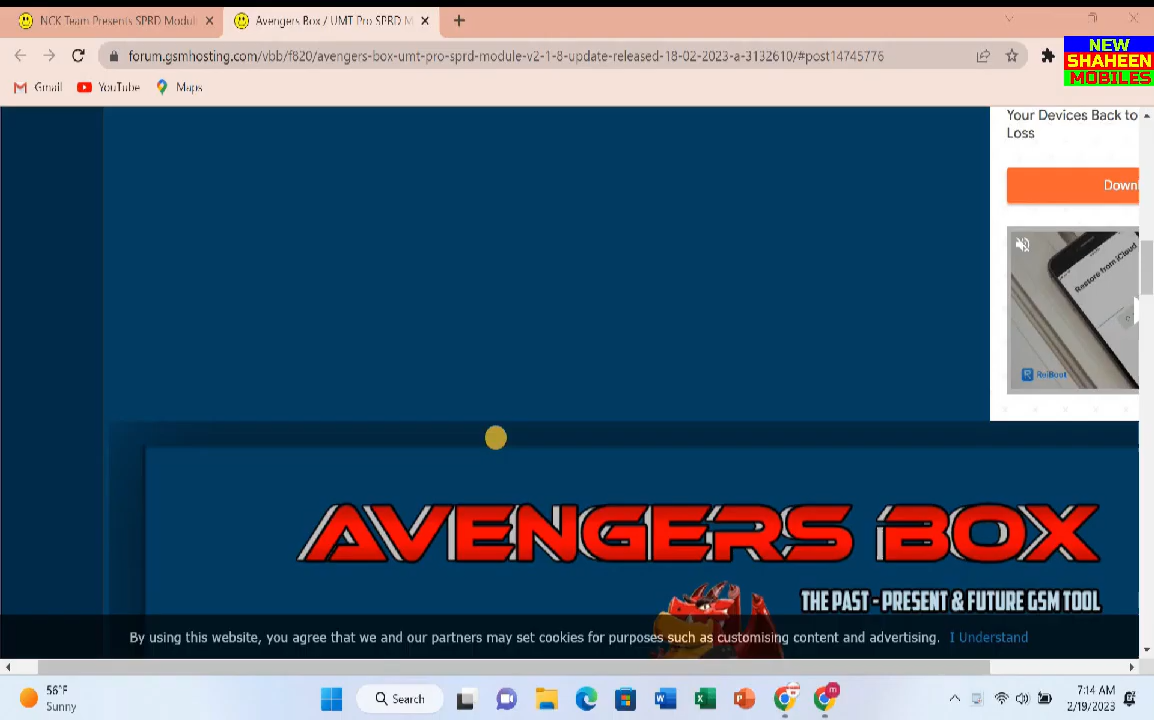 NCK Team Presents SPRD Modul
Avengers Box / UMT Pro SPRD M
forum.gsmhosting.com/vbb/f820/avengers-box-umt-pro-sprd-module-v2-1-8-update-released-18-02-2023-a-3132610/#post14745776
NEW
SHAHEEN
MOBILES
Gmail
YouTube
Maps
Your Devices Back to
Loss
Downl
Restore from iCloud
ReiBoot
AVENGERS BOX
THE PAST - PRESENT & FUTURE GSM TOOL
By using this website, you agree that we and our partners may set cookies for purposes such as customising content and advertising. I Understand
56°F
Sunny
Search
7:14 AM
2/19/2023